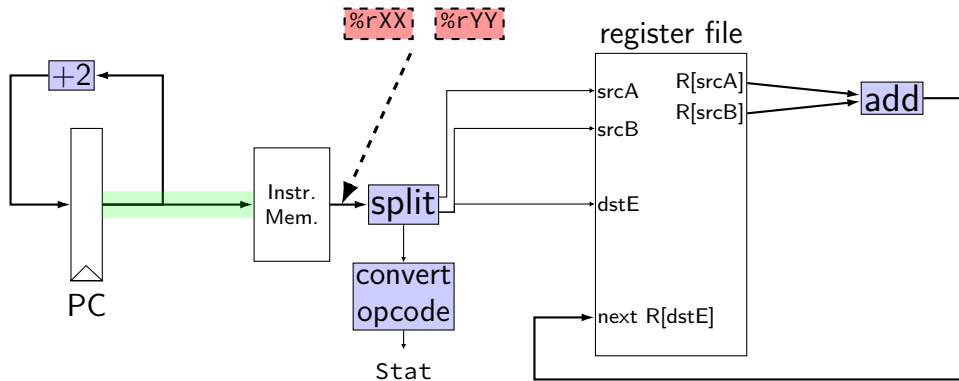 %rXX %rYY
register file
+2
srcA
srcB
dstE
next R[dstE]
R[srcA]
R[srcB]
add
Instr.
Mem.
split
PC
convert
opcode
Stat